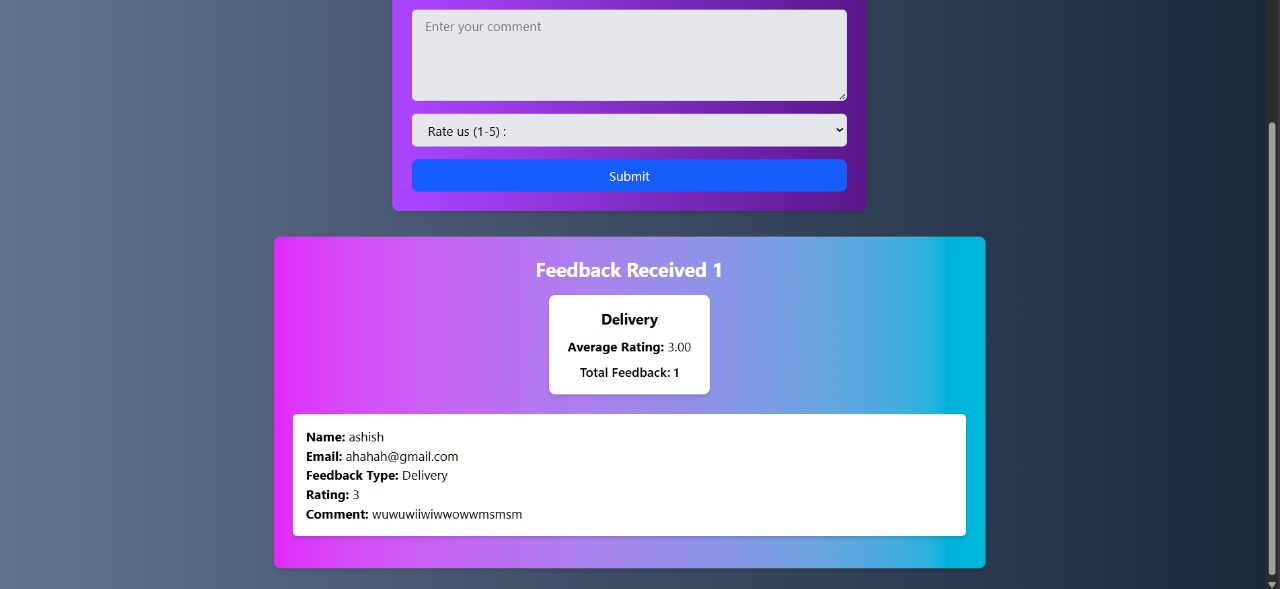 Enter your comment
Rate us (1-5) :
Submit
Feedback Received 1
Delivery
Average Rating: 3.00
Total Feedback: 1
Name: ashish
Email: ahahah@gmail.com
Feedback Type: Delivery
Rating: 3
Comment: wuwuwiiwiwwowwmsmsm